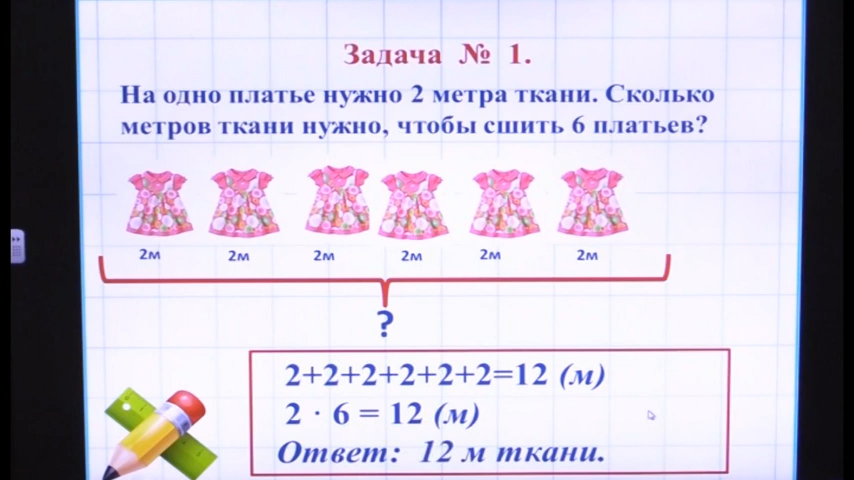 Задача № 1.
На одно платье нужно 2 метра ткани. Сколько
метров ткани нужно, чтобы сшить 6 платьев?
2м 2м 2м 2м 2м 2м
?
2+2+2+2+2+2=12 (м)
2 · 6 = 12 (м)
Ответ: 12 м ткани.